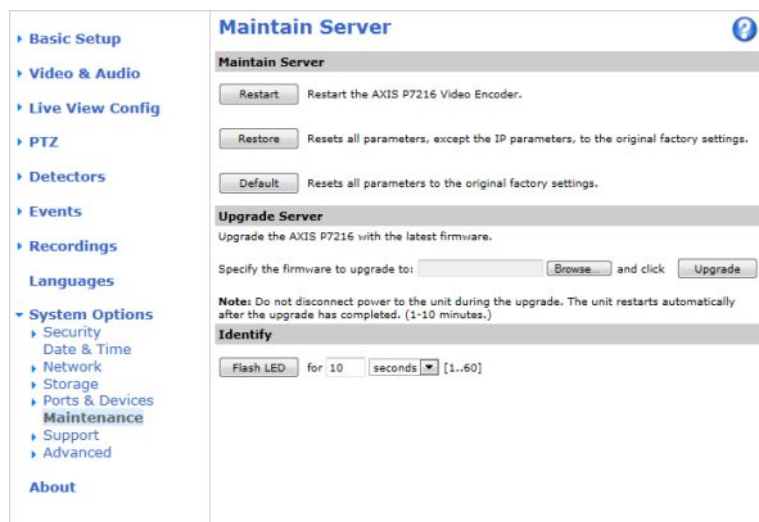 Basic Setup
Video & Audio
Live View Config
PTZ
Detectors
Events
Recordings
Languages
System Options
Security
Date & Time
Network
Storage
Ports & Devices
Maintenance
Support
Advanced
About
Maintain Server
?
Maintain Server
Restart Restart the AXIS P7216 Video Encoder.
Restore Resets all parameters, except the IP parameters, to the original factory settings.
Default Resets all parameters to the original factory settings.
Upgrade Server
Upgrade the AXIS P7216 with the latest firmware.
Specify the firmware to upgrade to: Browse... and click Upgrade
Note: Do not disconnect power to the unit during the upgrade. The unit restarts automatically
after the upgrade has completed. (1-10 minutes.)
Identify
Flash LED for 10 seconds [1..60]